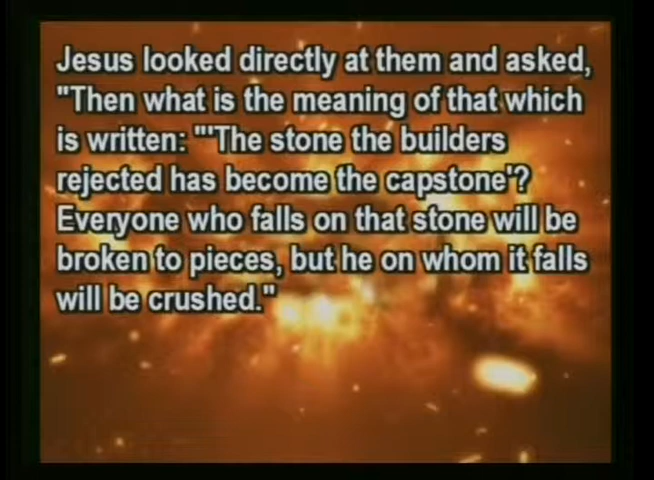 Jesus looked directly at them and asked,
"Then what is the meaning of that which
is written: "'The stone the builders
rejected has become the capstone'?
Everyone who falls on that stone will be
broken to pieces, but he on whom it falls
will be crushed."